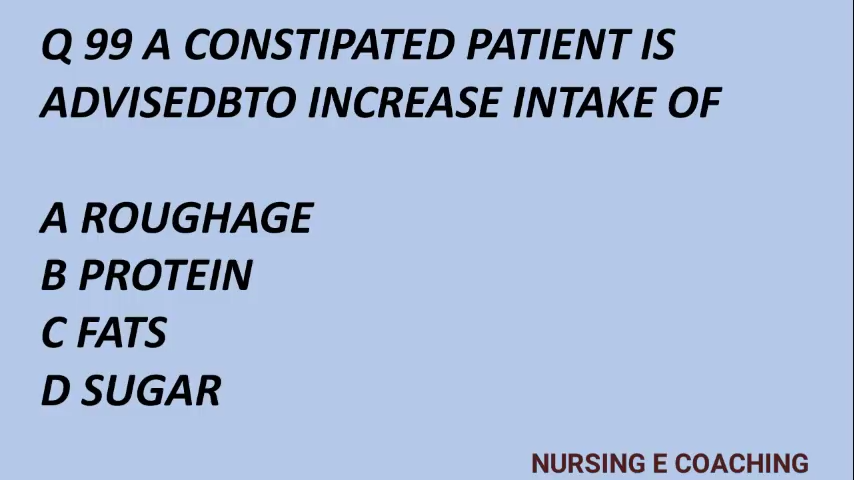 Q 99 A CONSTIPATED PATIENT IS
ADVISEDBTO INCREASE INTAKE OF
A ROUGHAGE
B PROTEIN
C FATS
D SUGAR
NURSING E COACHING